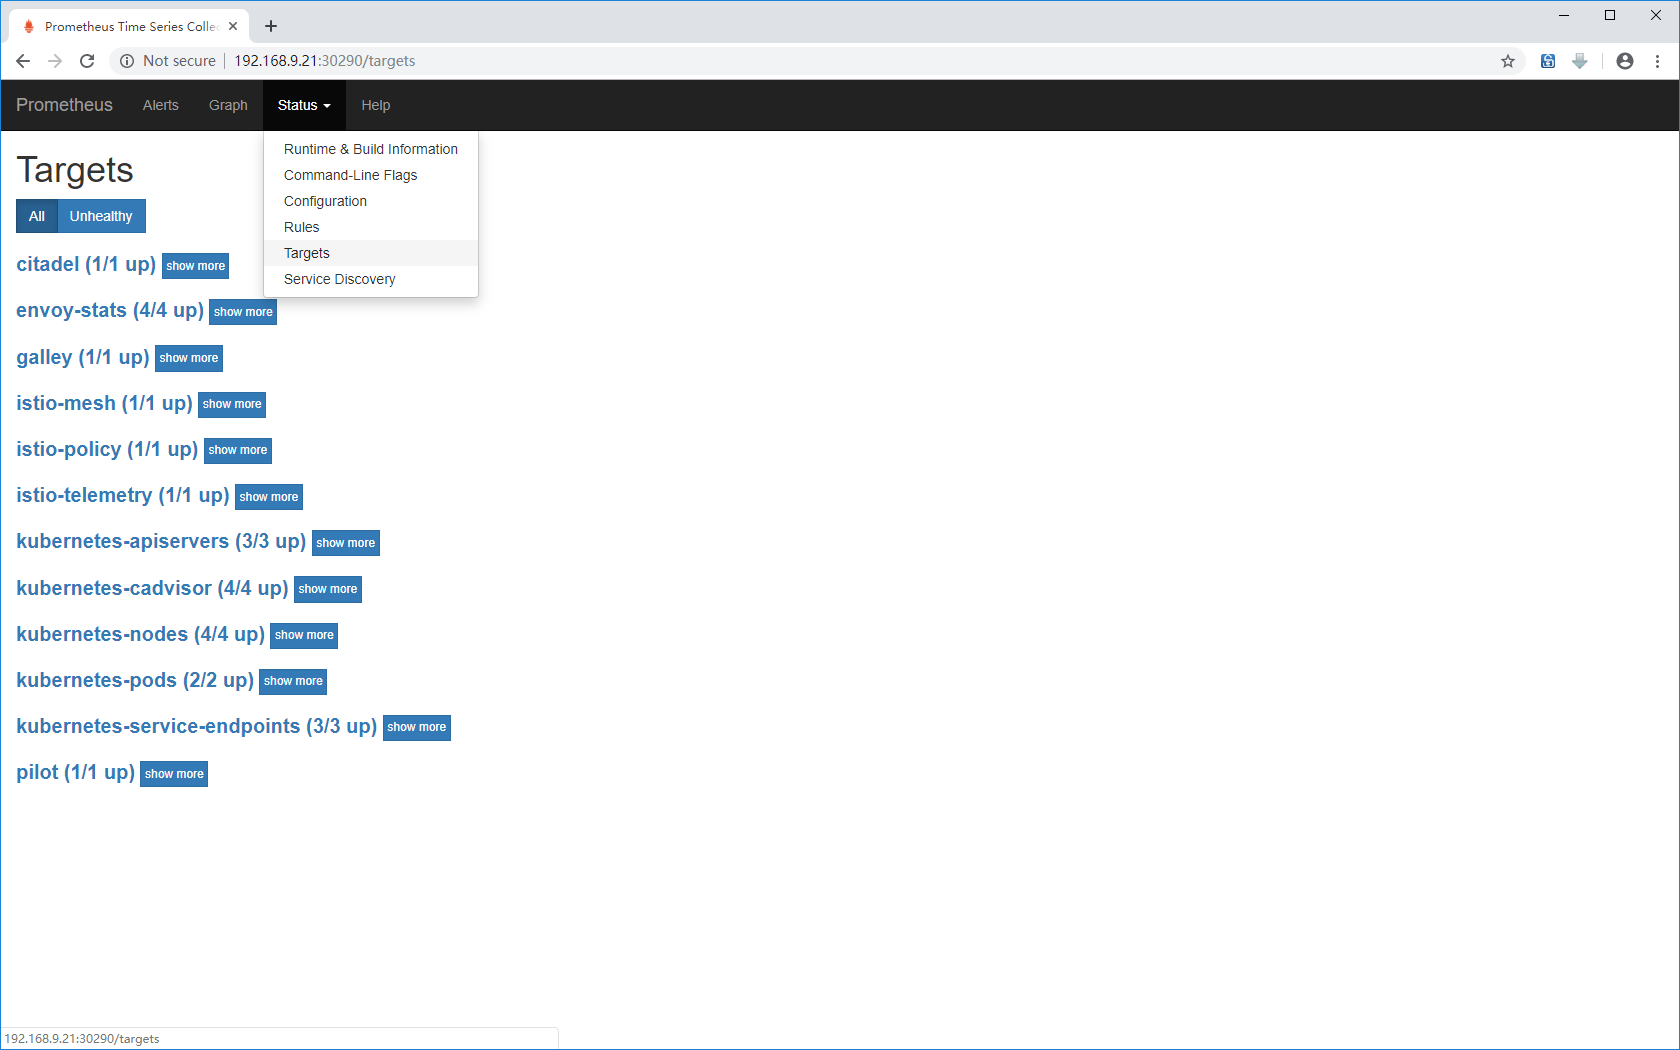 Prometheus Time Series Collec
Not secure | 192.168.9.21:30290/targets
Prometheus Alerts Graph Status Help
Runtime & Build Information
Command-Line Flags
Configuration
Rules
Targets
Service Discovery
Targets
All Unhealthy
citadel (1/1 up) show more
envoy-stats (4/4 up) show more
galley (1/1 up) show more
istio-mesh (1/1 up) show more
istio-policy (1/1 up) show more
istio-telemetry (1/1 up) show more
kubernetes-apiservers (3/3 up) show more
kubernetes-cadvisor (4/4 up) show more
kubernetes-nodes (4/4 up) show more
kubernetes-pods (2/2 up) show more
kubernetes-service-endpoints (3/3 up) show more
pilot (1/1 up) show more
192.168.9.21:30290/targets